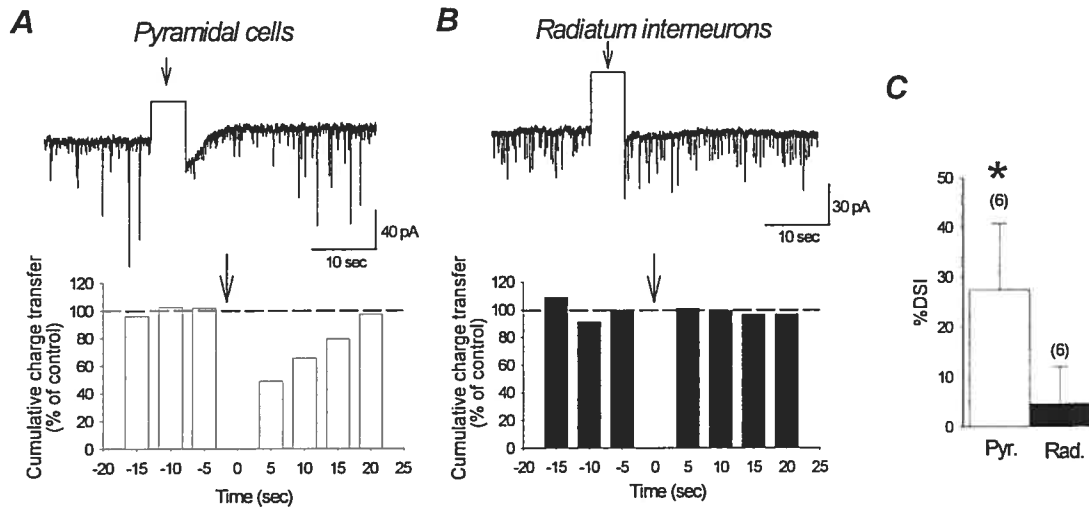 A
Pyramidal cells
40 pA
10 sec
Cumulative charge transfer
(% of control)
120
100
80
60
40
20
0
-20 -15 -10 -5 0 5 10 15 20 25
Time (sec)
B
Radiatum interneurons
30 pA
10 sec
Cumulative charge transfer
(% of control)
120
100
80
60
40
100
0
-20 -15 -10 -5 0 5 10 15 20 25
Time (sec)
C
*
%DSI
50
40
30
20
10
0
(6)
(6)
Pyr. Rad.